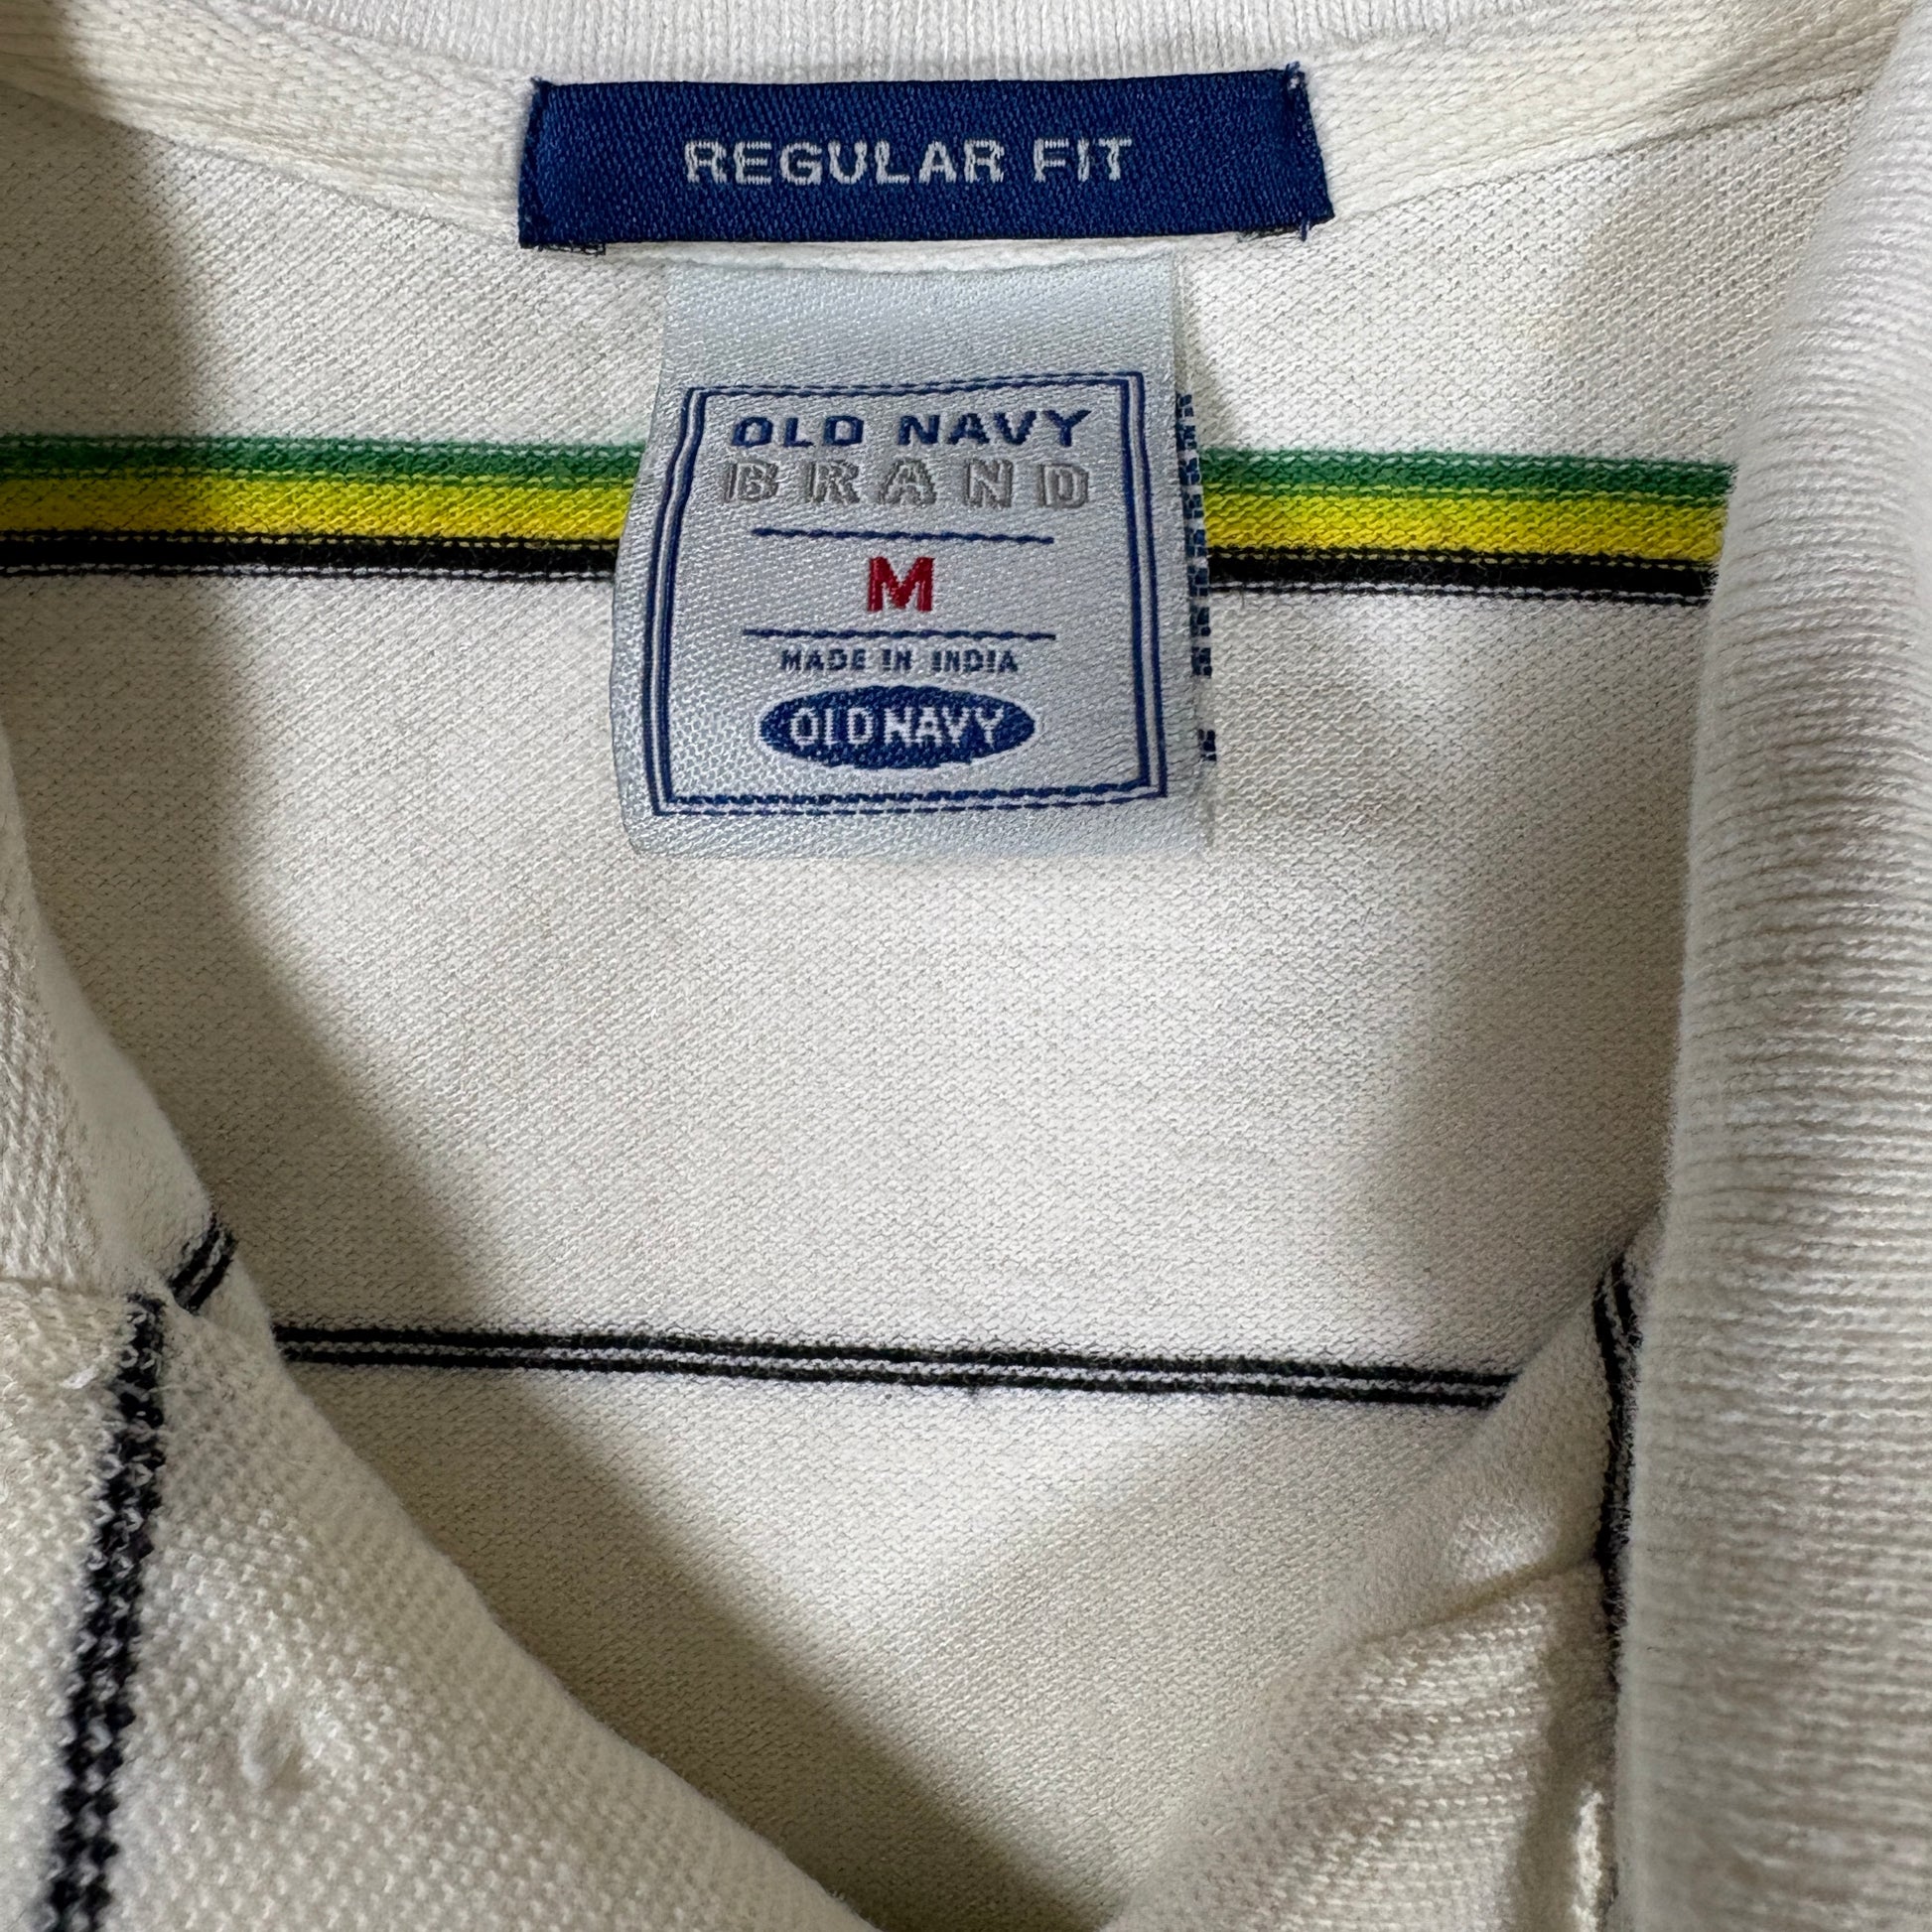 REGULAR FIT
OLD NAVY
BRAND
M
MADE IN INDIA
OLD NAVY